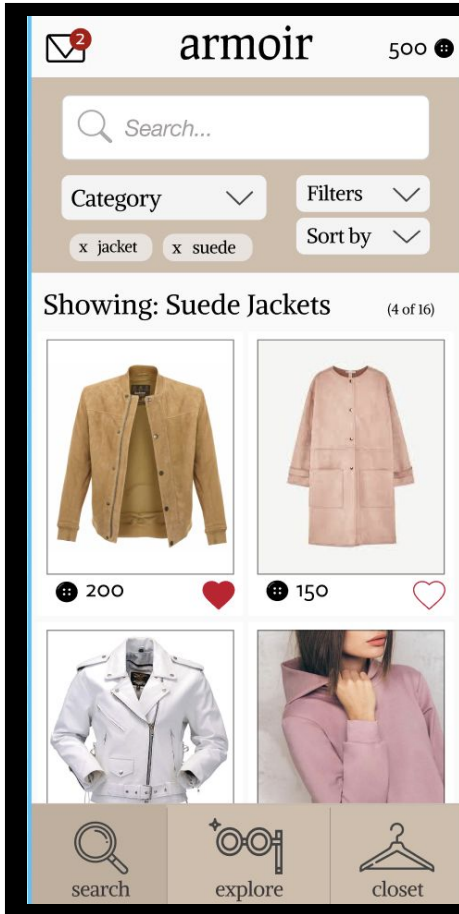 2
armoir
500
Search...
Category
Filters
x jacket
x suede
Sort by
Showing: Suede Jackets
(4 of 16)
200
150
search
explore
closet